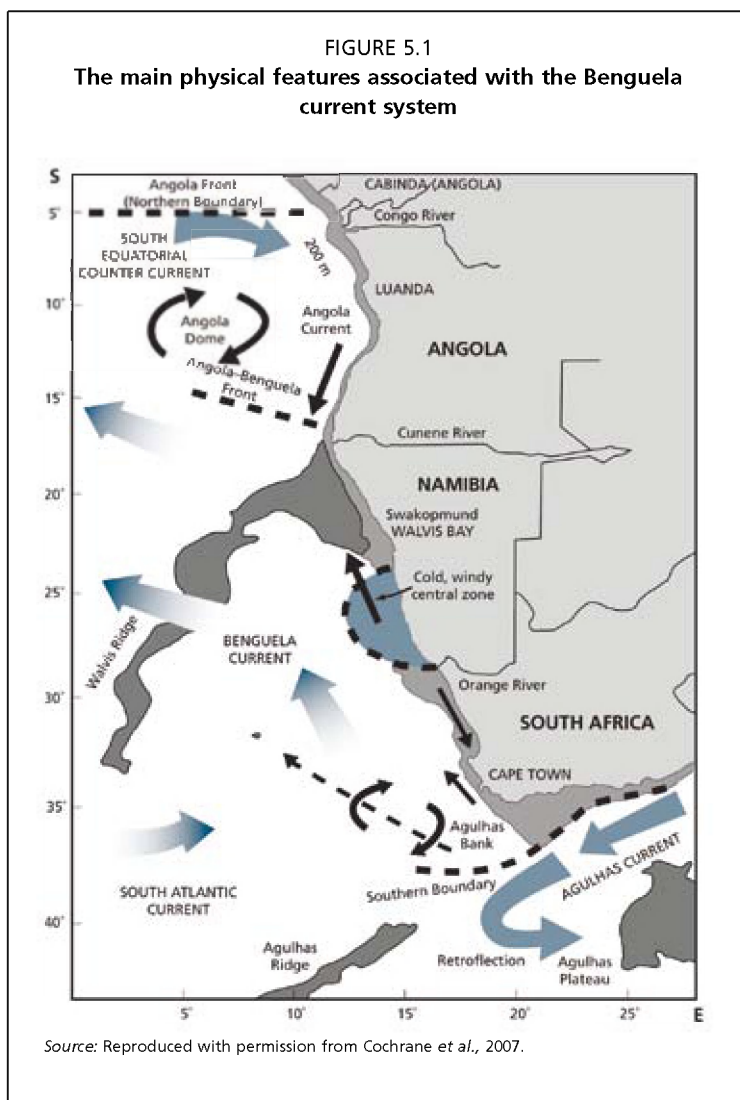 FIGURE 5.1
The main physical features associated with the Benguela
current system
S
Angola Front
(Northern Boundary)
CABINDA (ANGOLA)
5°
Congo River
SOUTH
EQUATORIAL
COUNTER CURRENT
200 m
LUANDA
10°
Angola
Dome
Angola
Current
ANGOLA
Angola-Benguela
Front
15°
Cunene River
20°
NAMIBIA
Swakopmund
WALVIS BAY
25°
Cold, windy
central zone
Walvis Ridge
BENGUELA
CURRENT
Orange River
30°
SOUTH AFRICA
CAPE TOWN
35°
Agulhas
Bank
AGULHAS CURRENT
Southern Boundary
SOUTH ATLANTIC
CURRENT
40°
Agulhas
Ridge
Retroflection
Agulhas
Plateau
5°
10°
15°
20°
25°
E
Source: Reproduced with permission from Cochrane et al., 2007.